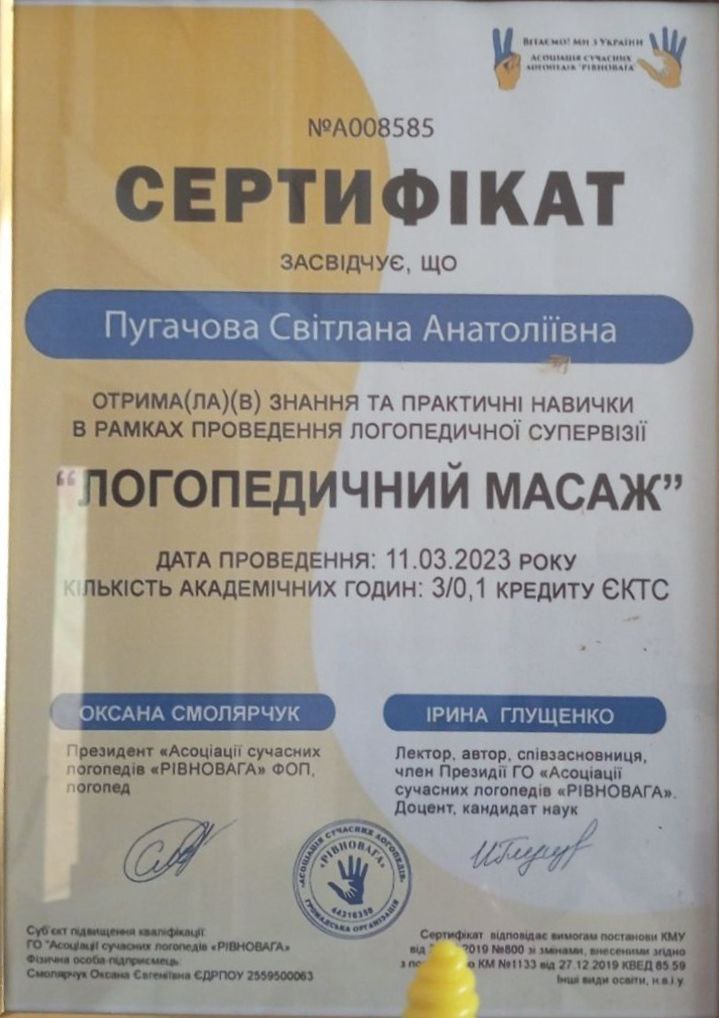 ВІТАЄМО! МИ З УКРАЇНИ
АСОЦІАЦІЯ СУЧАСНИХ
ЛОГОПЕДІВ "РІВНОВАГА"
№А008585
СЕРТИФІКАТ
ЗАСВІДЧУЄ, ЩО
Пугачова Світлана Анатоліївна
ОТРИМА(ЛА)(В) ЗНАННЯ ТА ПРАКТИЧНІ НАВИЧКИ
В РАМКАХ ПРОВЕДЕННЯ ЛОГОПЕДИЧНОЇ СУПЕРВІЗІЇ
“ЛОГОПЕДИЧНИЙ МАСАЖ”
ДАТА ПРОВЕДЕННЯ: 11.03.2023 РОКУ
КІЛЬКІСТЬ АКАДЕМІЧНИХ ГОДИН: 3/0,1 КРЕДИТУ ЄКТС
ОКСАНА СМОЛЯРЧУК
Президент «Асоціації сучасних
логопедів «РІВНОВАГА» ФОП,
логопед
ІРИНА ГЛУЩЕНКО
Лектор, автор, співзасновниця,
член Президії ГО «Асоціації
сучасних логопедів «РІВНОВАГА».
Доцент, кандидат наук
АСОЦІАЦІЯ СУЧАСНИХ ЛОГОПЕДІВ
«РІВНОВАГА»
44216350
ГРОМАДСЬКА ОРГАНІЗАЦІЯ
Суб'єкт підвищення кваліфікації:
ГО "Асоціації сучасних логопедів «РІВНОВАГА»
Фізична особа-підприємець
Смолярчук Оксана Євгеніївна ЄДРПОУ 2559500063
Сертифікат відповідає вимогам постанови КМУ
від 2019 №800 зі змінами, внесеними згідно
з КМ №1133 від 27.12.2019 КВЕД 85.59
Інші види освіти, н.в.і.у.